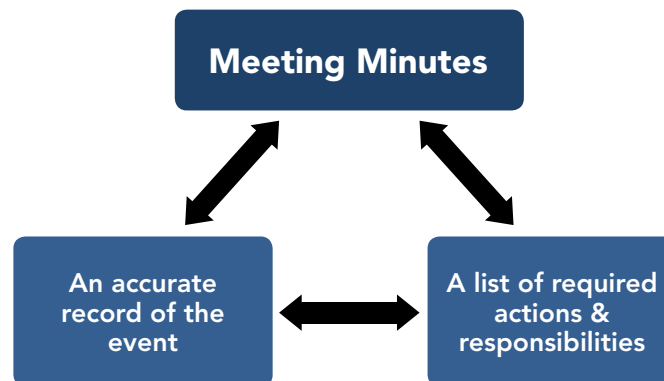 Meeting Minutes
An accurate
record of the
event
A list of required
actions &
responsibilities